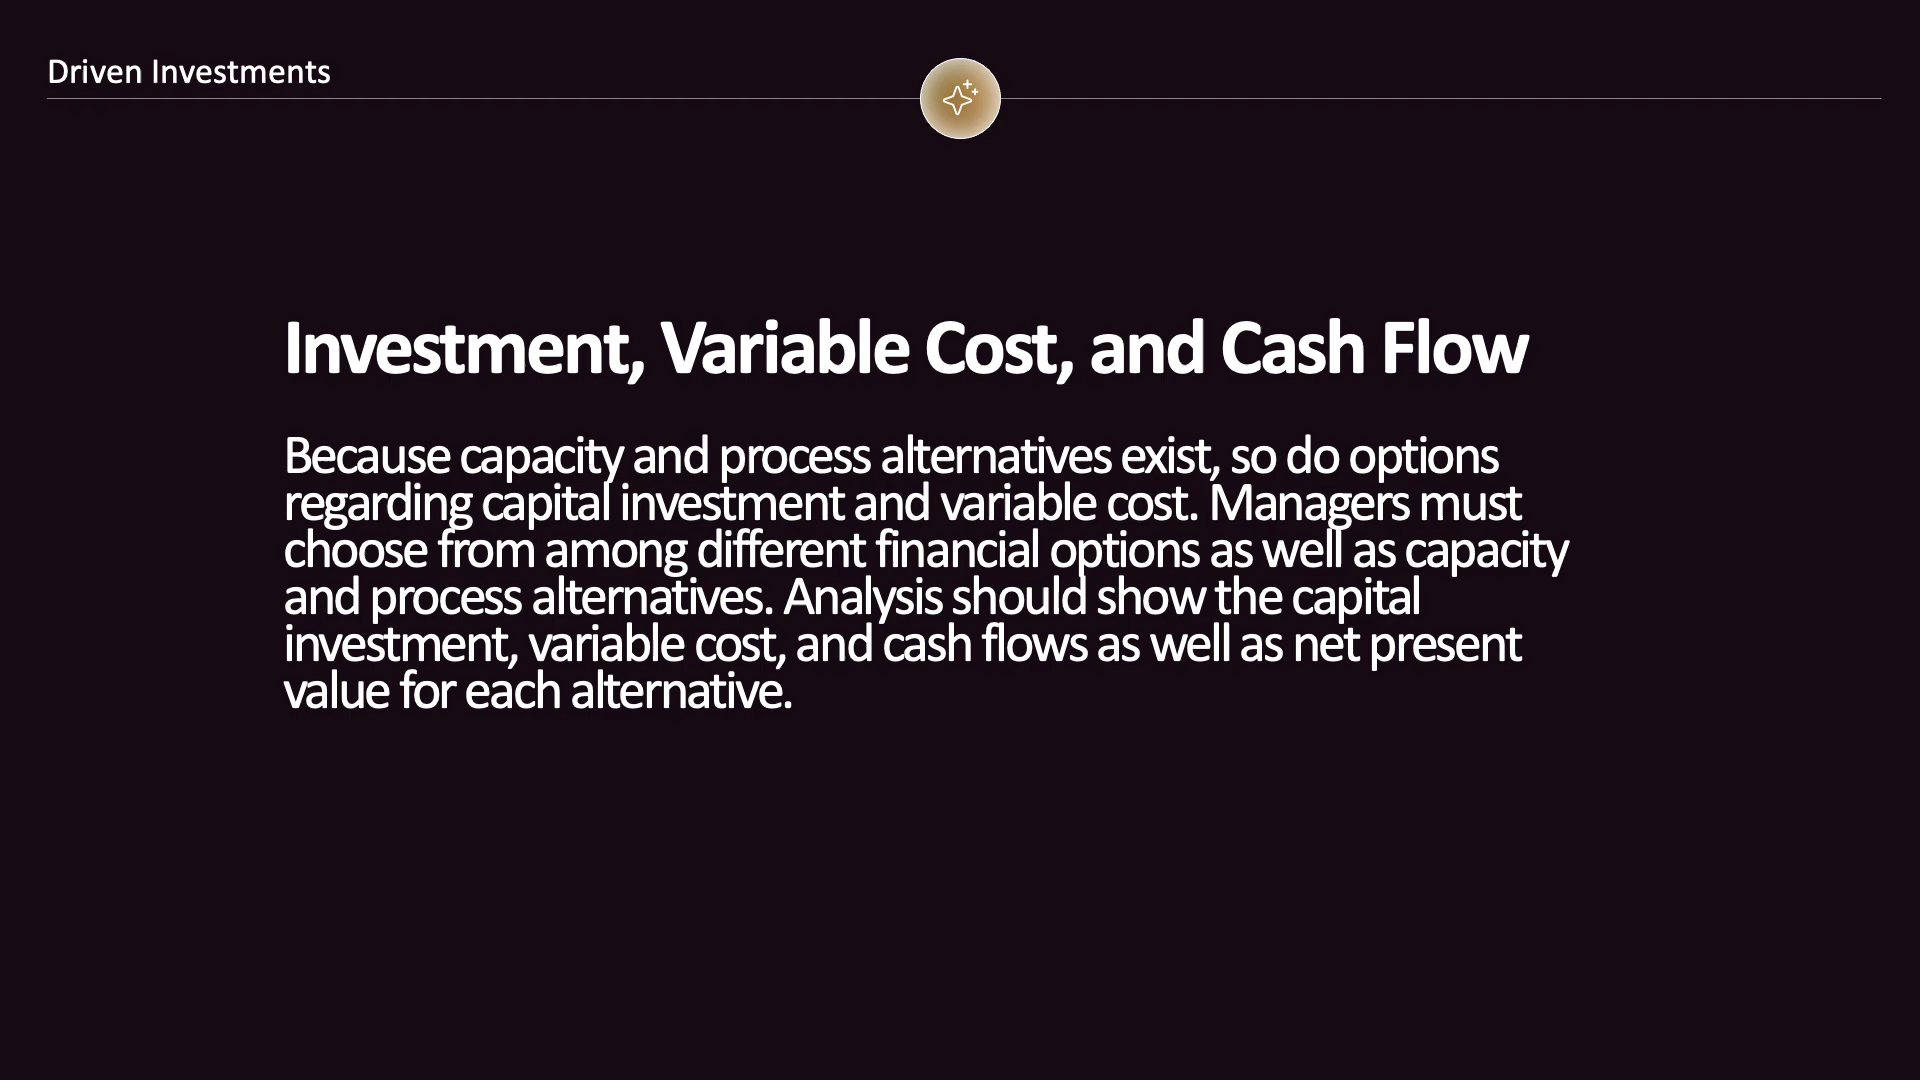 Driven Investments
Investment, Variable Cost, and Cash Flow
Because capacity and process alternatives exist, so do options
regarding capital investment and variable cost. Managers must
choose from among different financial options as well as capacity
and process alternatives. Analysis should show the capital
investment, variable cost, and cash flows as well as net present
value for each alternative.